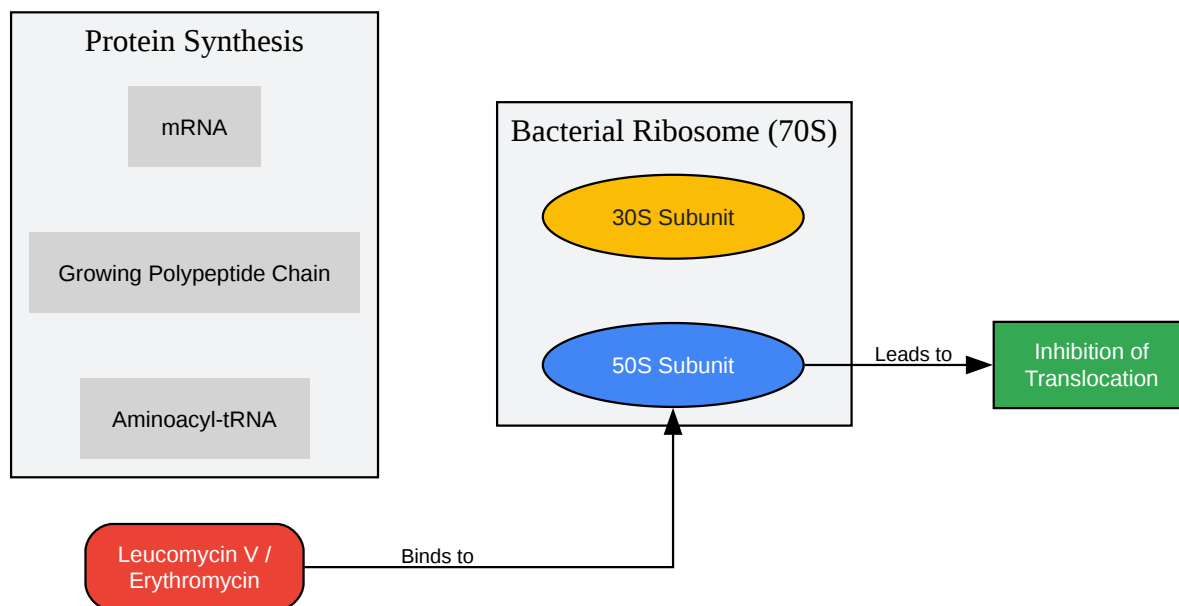 Protein Synthesis
mRNA
Growing Polypeptide Chain
Aminoacyl-tRNA
Bacterial Ribosome (70S)
30S Subunit
50S Subunit
Leads to
Inhibition of
Translocation
Leucomycin V /
Erythromycin
Binds to